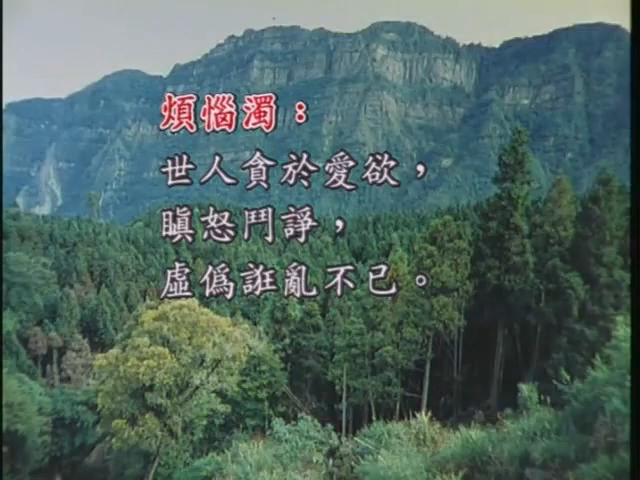 煩惱濁：
世人貪於愛欲，
瞋怒鬥諍，
虛偽誑亂不已。